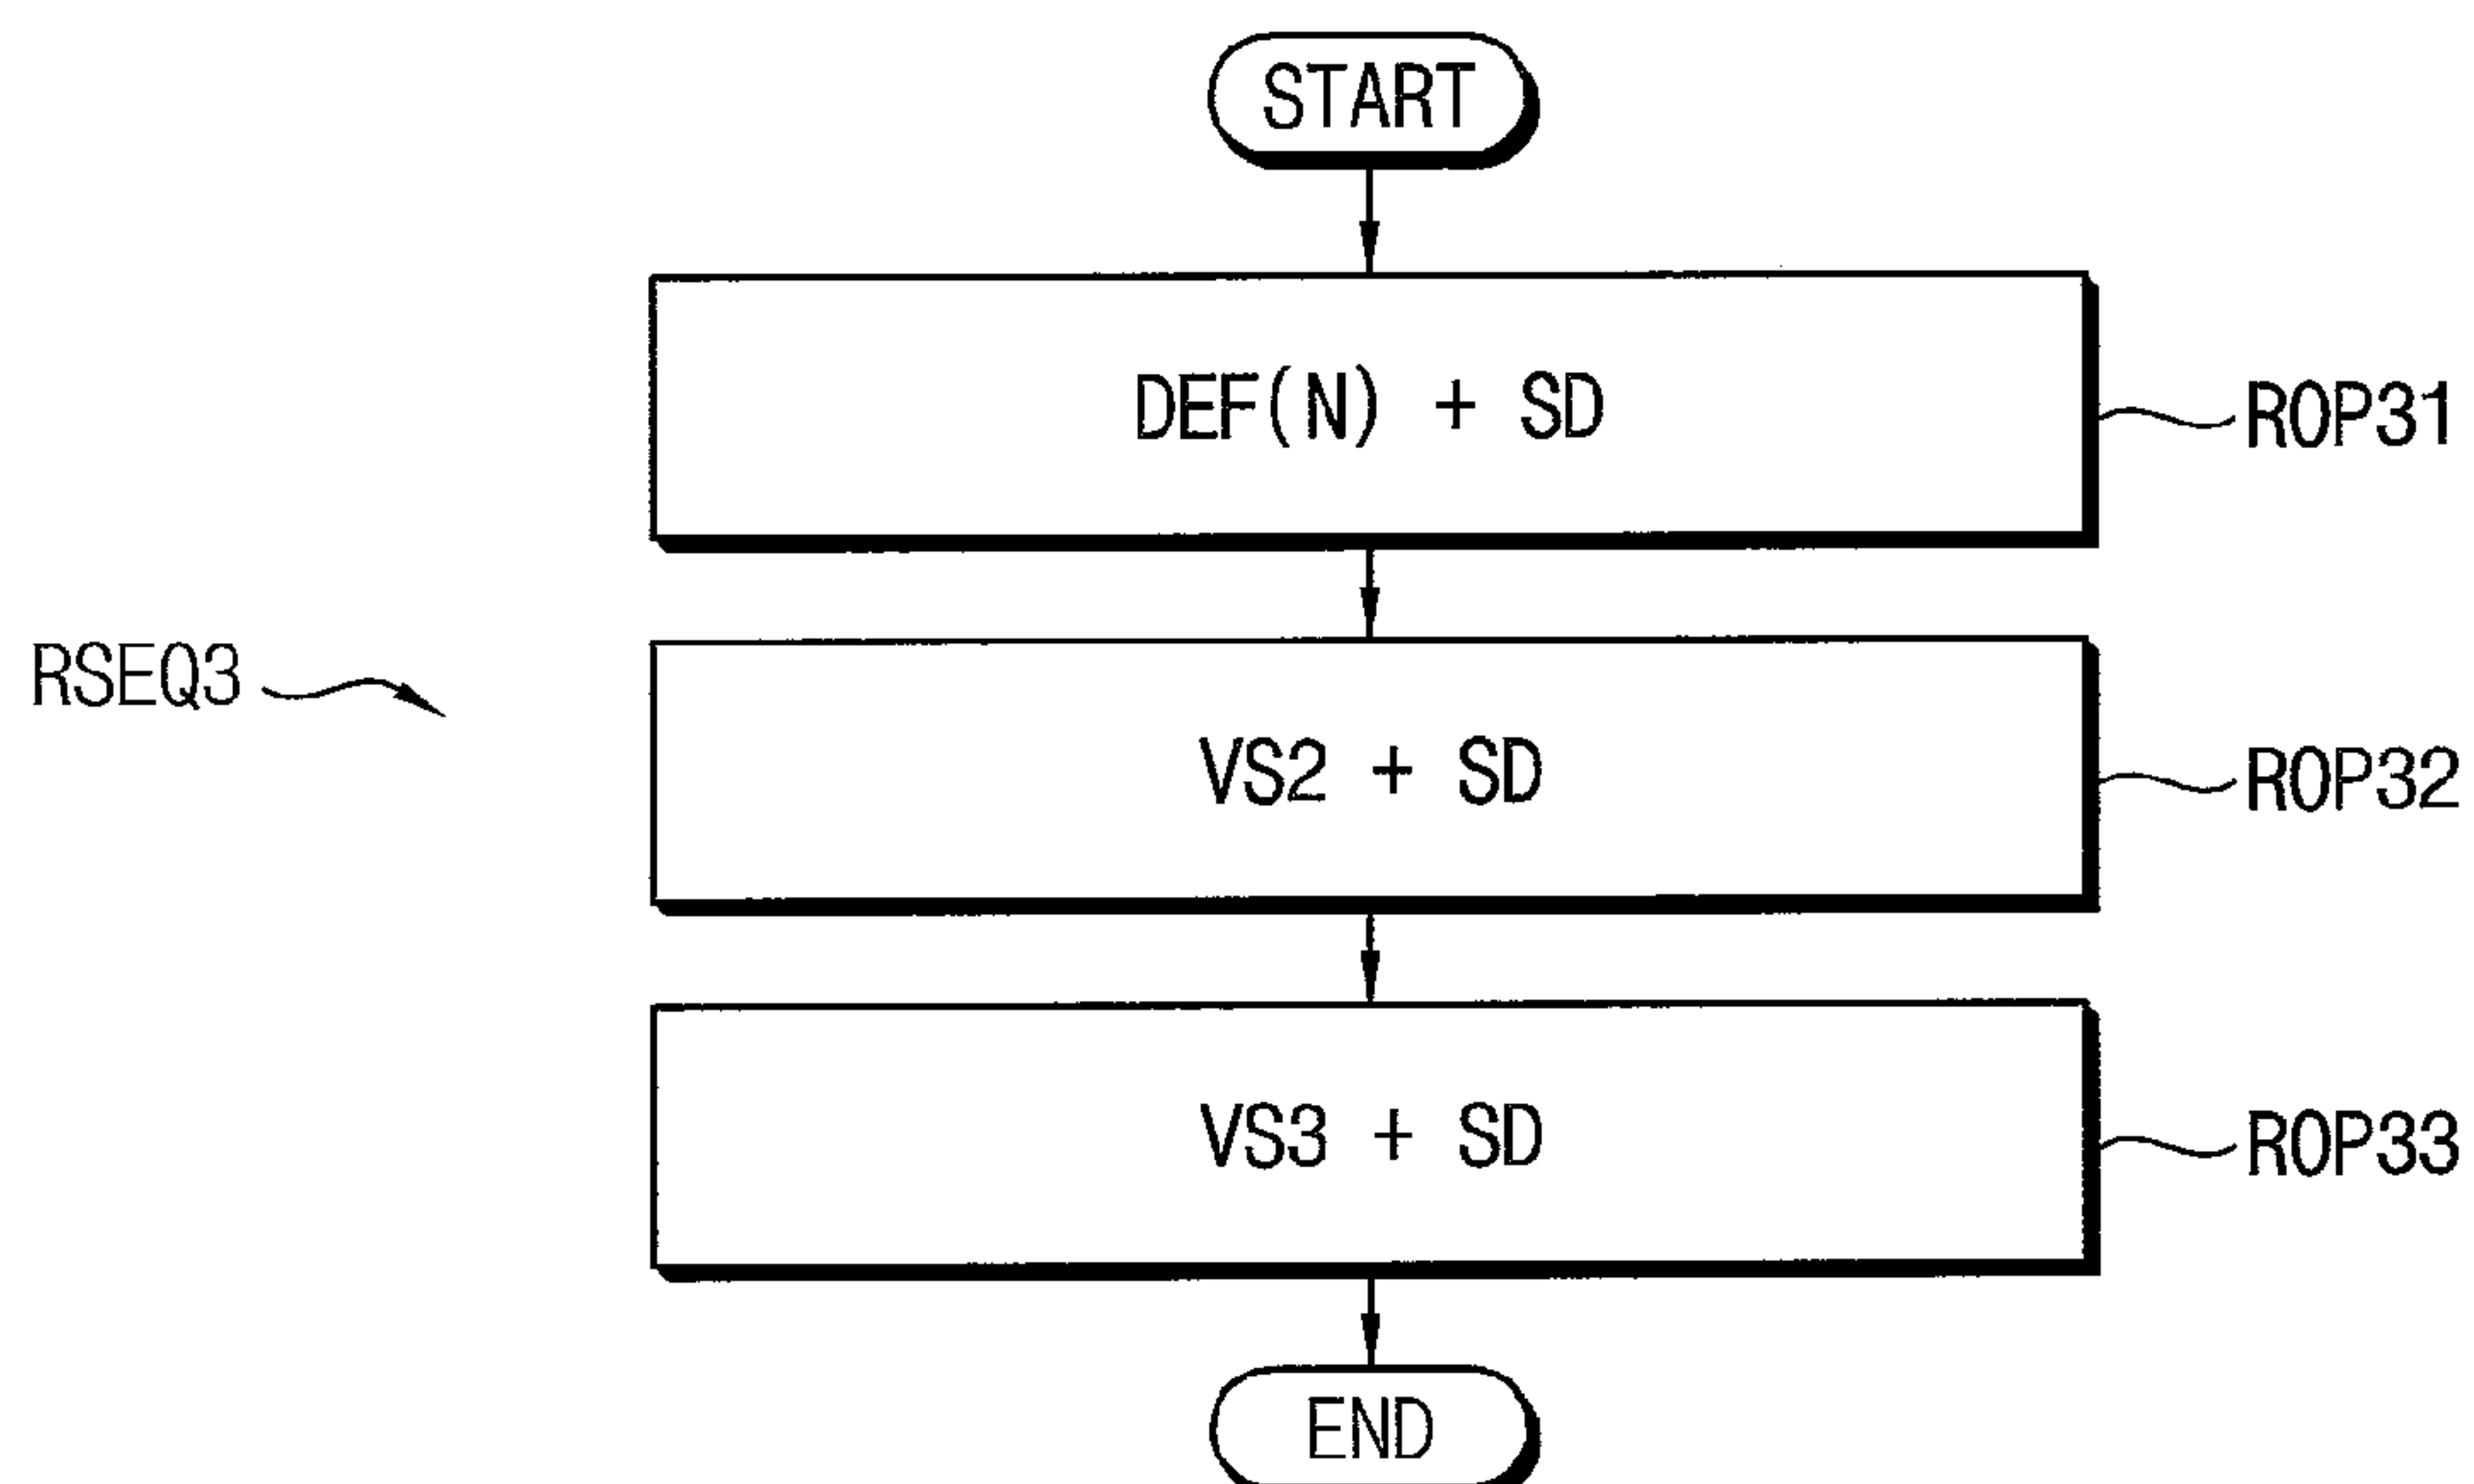 START
DEF(N) + SD
ROP31
RSEQ3
VS2 + SD
ROP32
VS3 + SD
ROP33
END